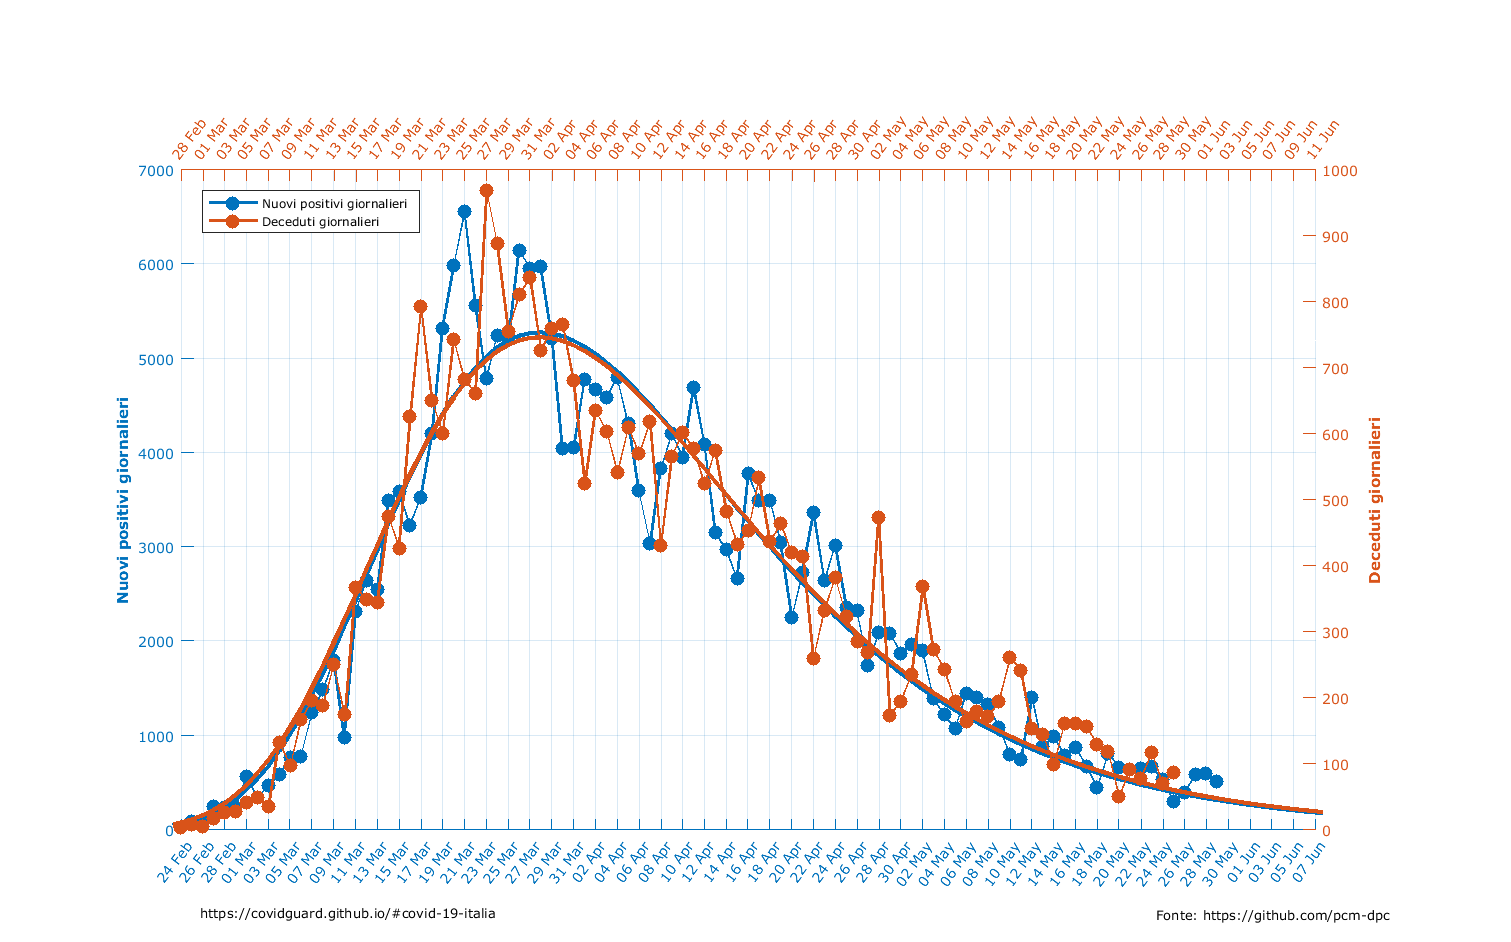 28 Feb
01 Mar
03 Mar
05 Mar
07 Mar
09 Mar
11 Mar
13 Mar
15 Mar
17 Mar
19 Mar
21 Mar
23 Mar
25 Mar
27 Mar
29 Mar
31 Mar
02 Apr
04 Apr
06 Apr
08 Apr
10 Apr
12 Apr
14 Apr
16 Apr
18 Apr
20 Apr
22 Apr
24 Apr
26 Apr
28 Apr
30 Apr
02 May
04 May
06 May
08 May
10 May
12 May
14 May
16 May
18 May
20 May
22 May
24 May
26 May
28 May
30 May
01 Jun
03 Jun
05 Jun
07 Jun
09 Jun
11 Jun
7000
6000
5000
4000
3000
2000
1000
0
Nuovi positivi giornalieri
Nuovi positivi giornalieri
Deceduti giornalieri
1000
900
800
700
600
500
400
300
200
100
0
Deceduti giornalieri
24 Feb
26 Feb
28 Feb
01 Mar
03 Mar
05 Mar
07 Mar
09 Mar
11 Mar
13 Mar
15 Mar
17 Mar
19 Mar
21 Mar
23 Mar
25 Mar
27 Mar
29 Mar
31 Mar
02 Apr
04 Apr
06 Apr
08 Apr
10 Apr
12 Apr
14 Apr
16 Apr
18 Apr
20 Apr
22 Apr
24 Apr
26 Apr
28 Apr
30 Apr
02 May
04 May
06 May
08 May
10 May
12 May
14 May
16 May
18 May
20 May
22 May
24 May
26 May
28 May
30 May
01 Jun
03 Jun
05 Jun
07 Jun
https://covidguard.github.io/#covid-19-italia
Fonte: https://github.com/pcm-dpc